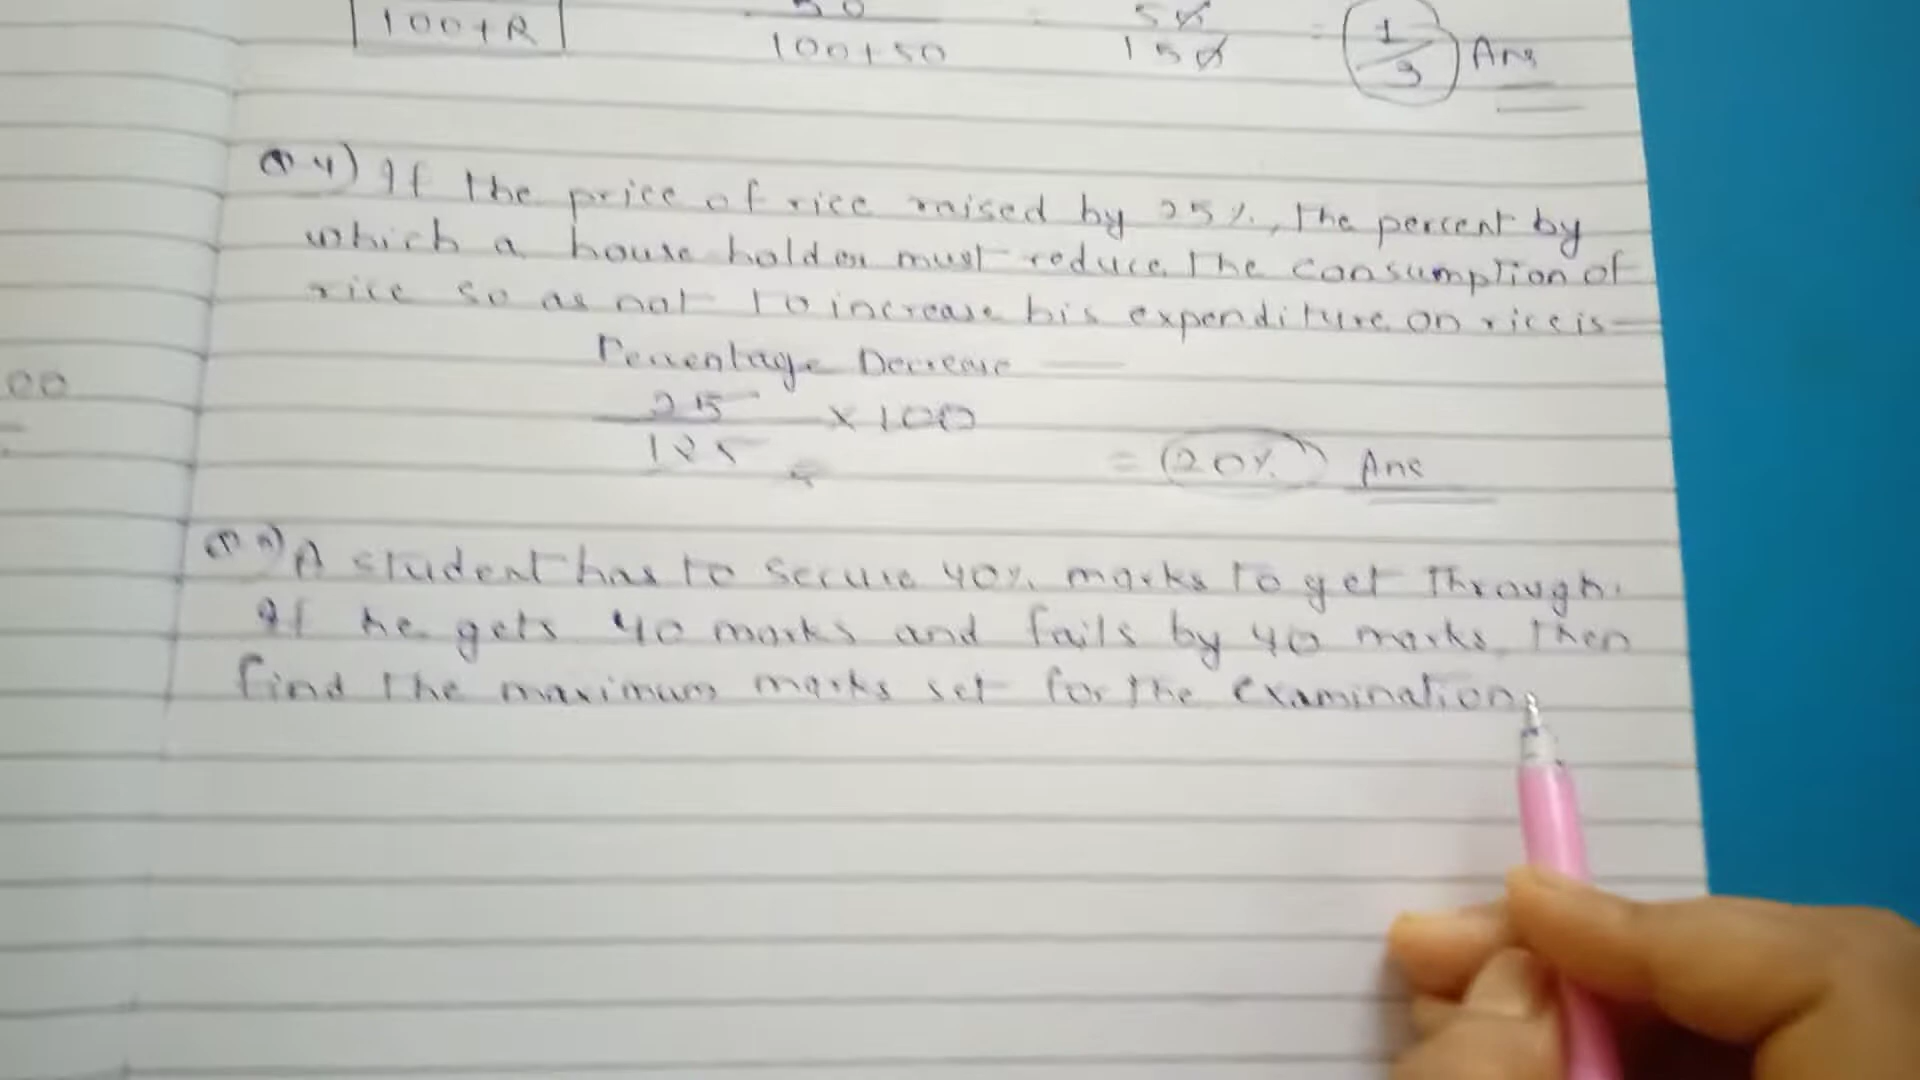 100+R 50 / 100+50 = 50 / 150 = 1/3 Ans
Q 4) If the price of rice raised by 25%, the percent by
which a house holder must reduce the consumption of
rice so as not to increase his expenditure on rice is
Percentage Decrease
25 / 125 × 100
= 20% Ans
00
Q 5) A student has to secure 40% marks to get through.
If he gets 40 marks and fails by 40 marks, then
find the maximum marks set for the examination.